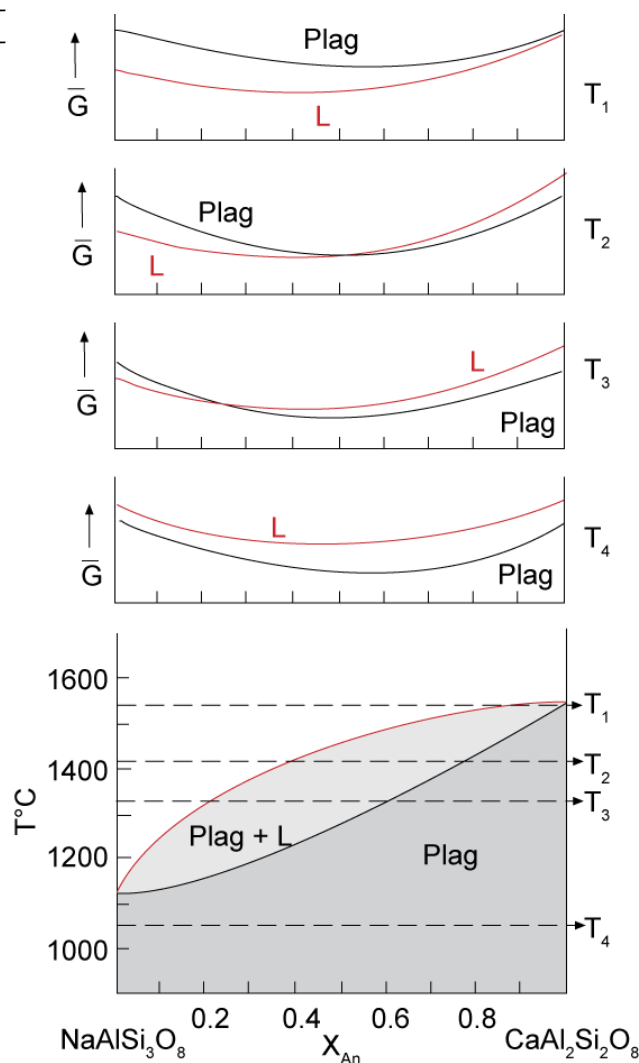 Plag
G̅
L
T₁
Plag
G̅
L
T₂
L
G̅
Plag
T₃
L
G̅
Plag
T₄
1600
T₁
1400
T₂
T°C
T₃
Plag + L
Plag
1200
T₄
1000
0.2 0.4 0.6 0.8
NaAlSi₃O₈ X_An CaAl₂Si₂O₈